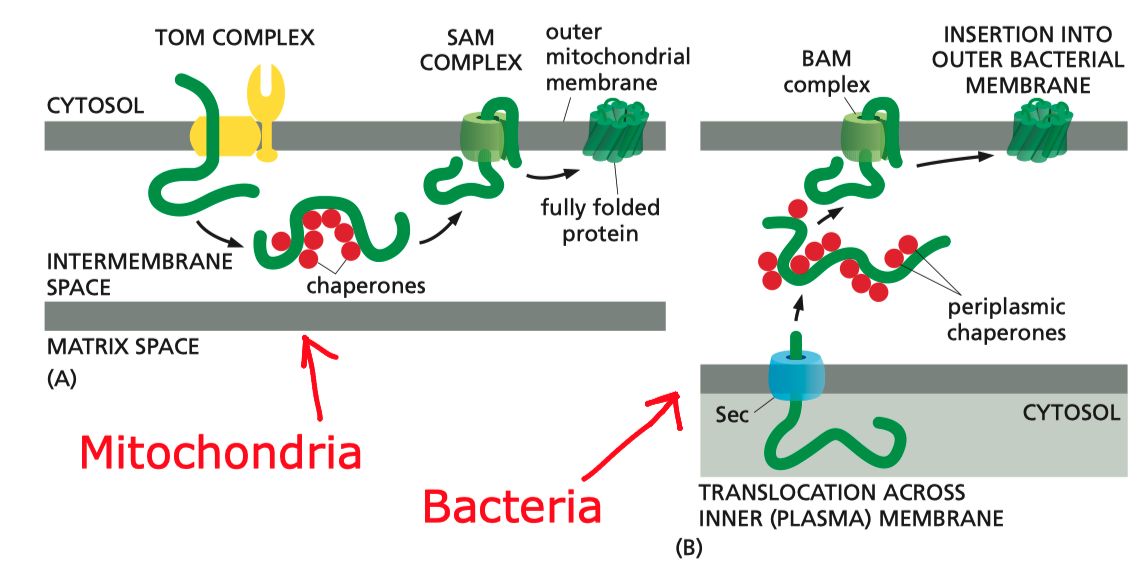 TOM COMPLEX
SAM
COMPLEX
outer
mitochondrial
membrane
CYTOSOL
INTERMEMBRANE
SPACE
chaperones
fully folded
protein
MATRIX SPACE
(A)
Mitochondria
BAM
complex
INSERTION INTO
OUTER BACTERIAL
MEMBRANE
periplasmic
chaperones
Sec
CYTOSOL
Bacteria
TRANSLOCATION ACROSS
INNER (PLASMA) MEMBRANE
(B)